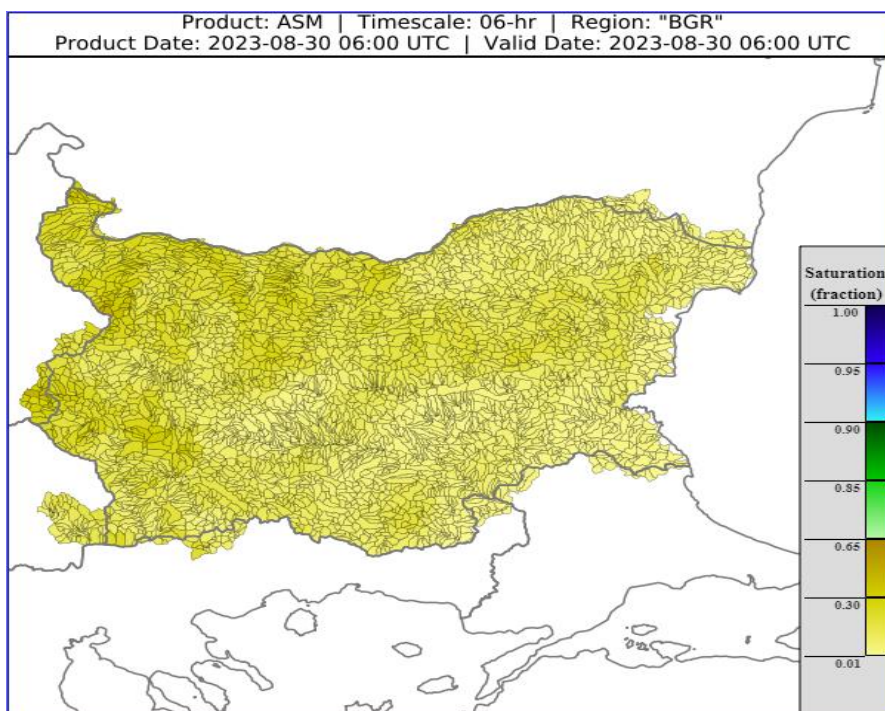 Product: ASM | Timescale: 06-hr | Region: "BGR"
Product Date: 2023-08-30 06:00 UTC | Valid Date: 2023-08-30 06:00 UTC
Saturation
(fraction)
1.00
0.95
0.90
0.85
0.65
0.30
0.01